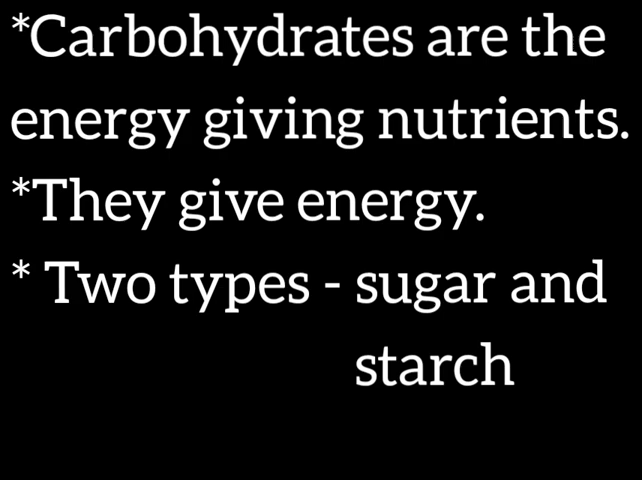 *Carbohydrates are the
energy giving nutrients.
*They give energy.
* Two types - sugar and
starch